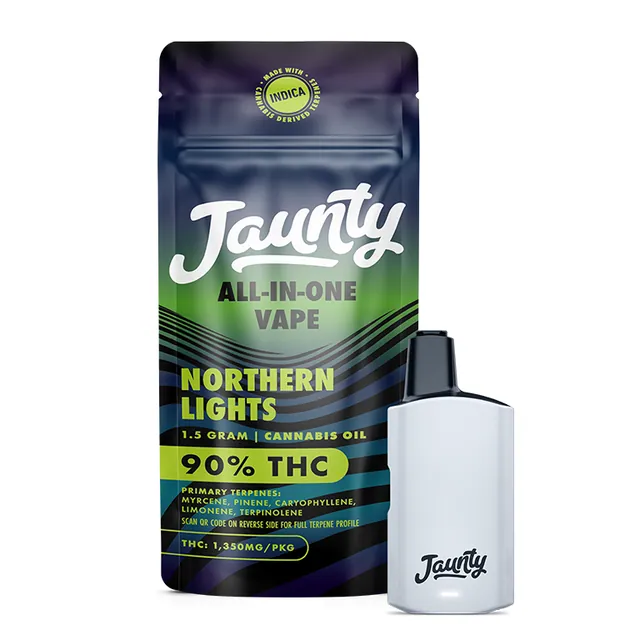 • MADE WITH •
CANNABIS DERIVED TERPENES
INDICA
Jaunty
ALL-IN-ONE
VAPE
NORTHERN
LIGHTS
1.5 GRAM | CANNABIS OIL
90% THC
PRIMARY TERPENES:
MYRCENE, PINENE, CARYOPHYLLENE,
LIMONENE, TERPINOLENE
SCAN QR CODE ON REVERSE SIDE FOR FULL TERPENE PROFILE
THC: 1,350MG/PKG
Jaunty